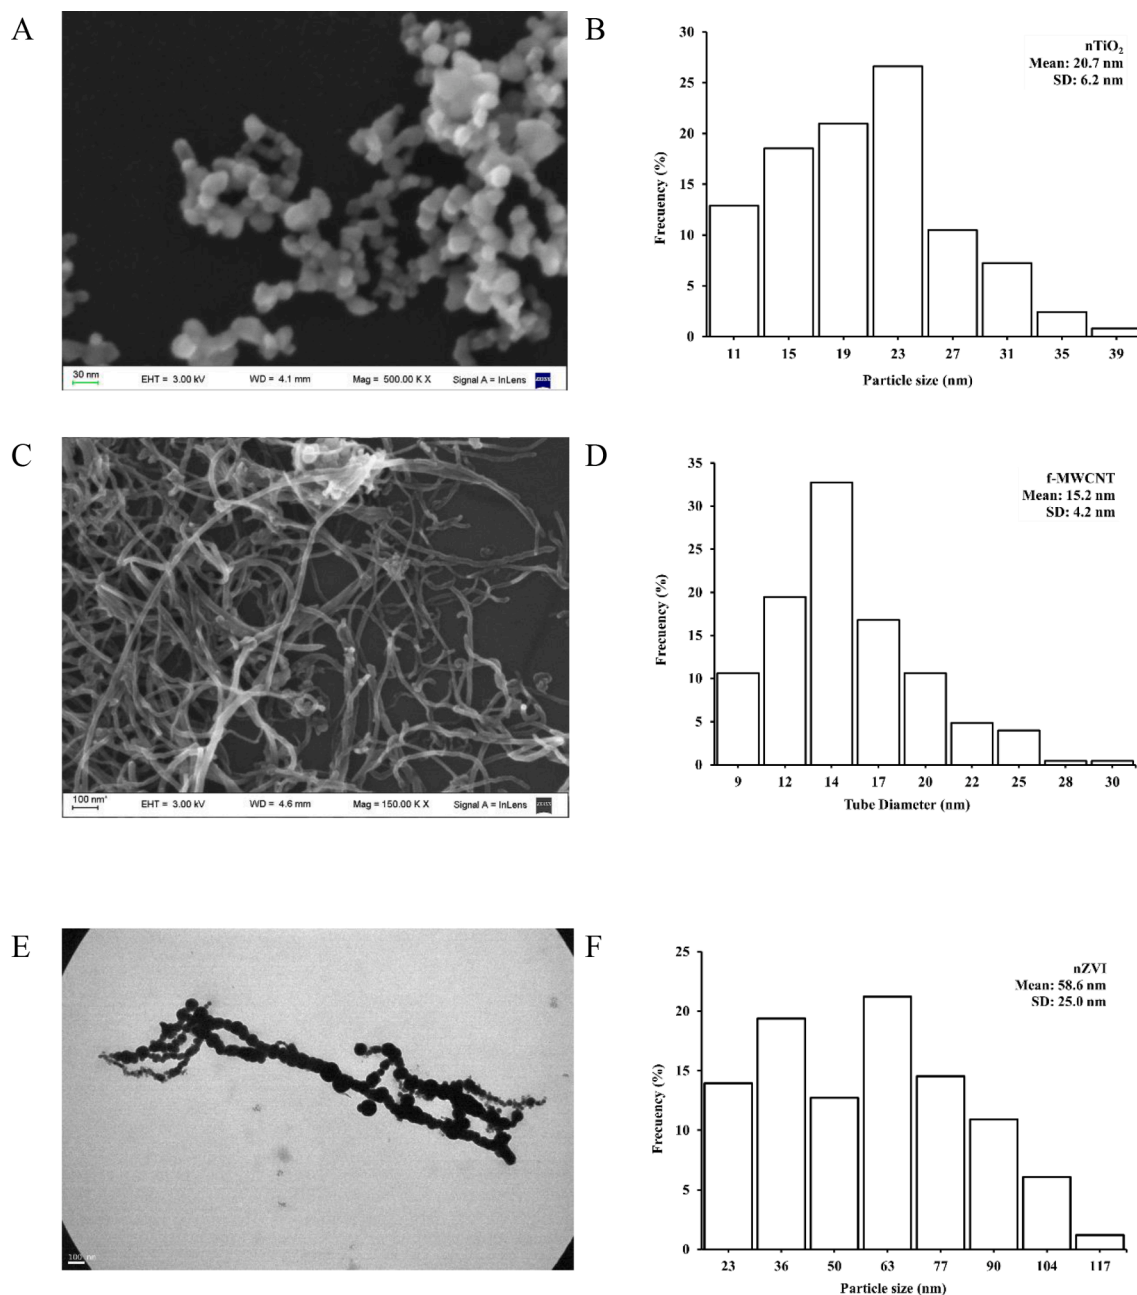 A
30 nm
EHT = 3.00 kV
WD = 4.1 mm
Mag = 500.00 K X
Signal A = InLens
ZEISS
B
nTiO₂
Mean: 20.7 nm
SD: 6.2 nm
Frecuency (%)
30
25
20
15
10
5
0
11 15 19 23 27 31 35 39
Particle size (nm)
C
100 nm
EHT = 3.00 kV
WD = 4.6 mm
Mag = 150.00 K X
Signal A = InLens
ZEISS
D
f-MWCNT
Mean: 15.2 nm
SD: 4.2 nm
Frecuency (%)
35
30
25
20
15
10
5
0
9 12 14 17 20 22 25 28 30
Tube Diameter (nm)
E
100 nm
F
nZVI
Mean: 58.6 nm
SD: 25.0 nm
Frecuency (%)
25
20
15
10
5
0
23 36 50 63 77 90 104 117
Particle size (nm)